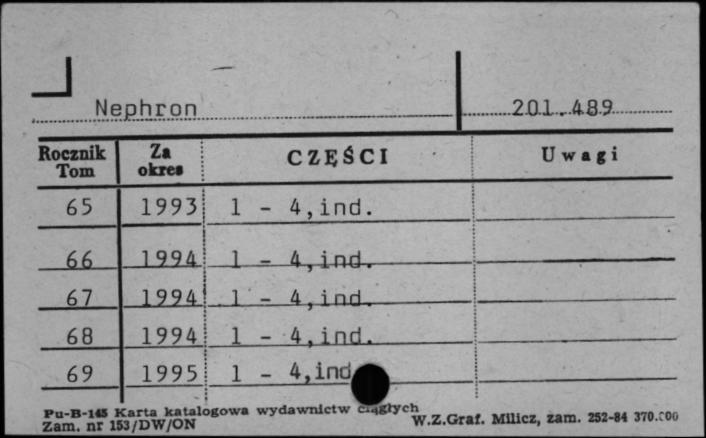 Nephron 201.489
Rocznik Tom Za okres CZĘŚCI Uwagi
65 1993 1 - 4,ind.
66 1994 1 - 4,ind.
67 1994 1 - 4,ind.
68 1994 1 - 4,ind.
69 1995 1 - 4,ind
Pu-B-145 Karta katalogowa wydawnictw ciągłych
Zam. nr 153/DW/ON W.Z.Graf. Milicz, zam. 252-84 370.000